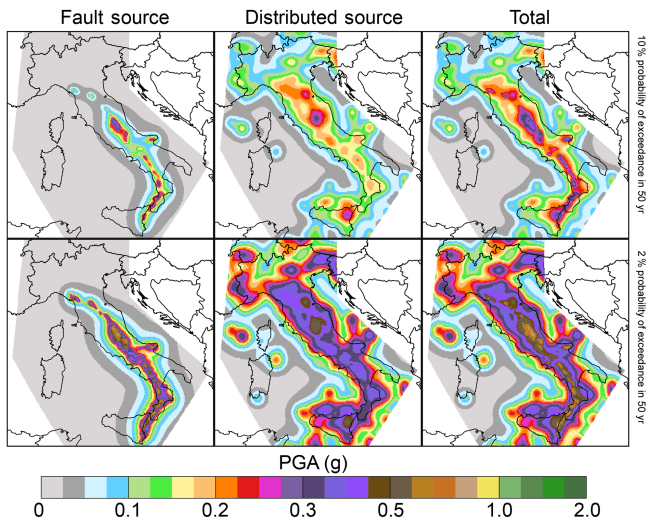 Fault source Distributed source Total
10% probability of exceedance in 50 yr
2% probability of exceedance in 50 yr
PGA (g)
0 0.1 0.2 0.3 0.5 1.0 2.0